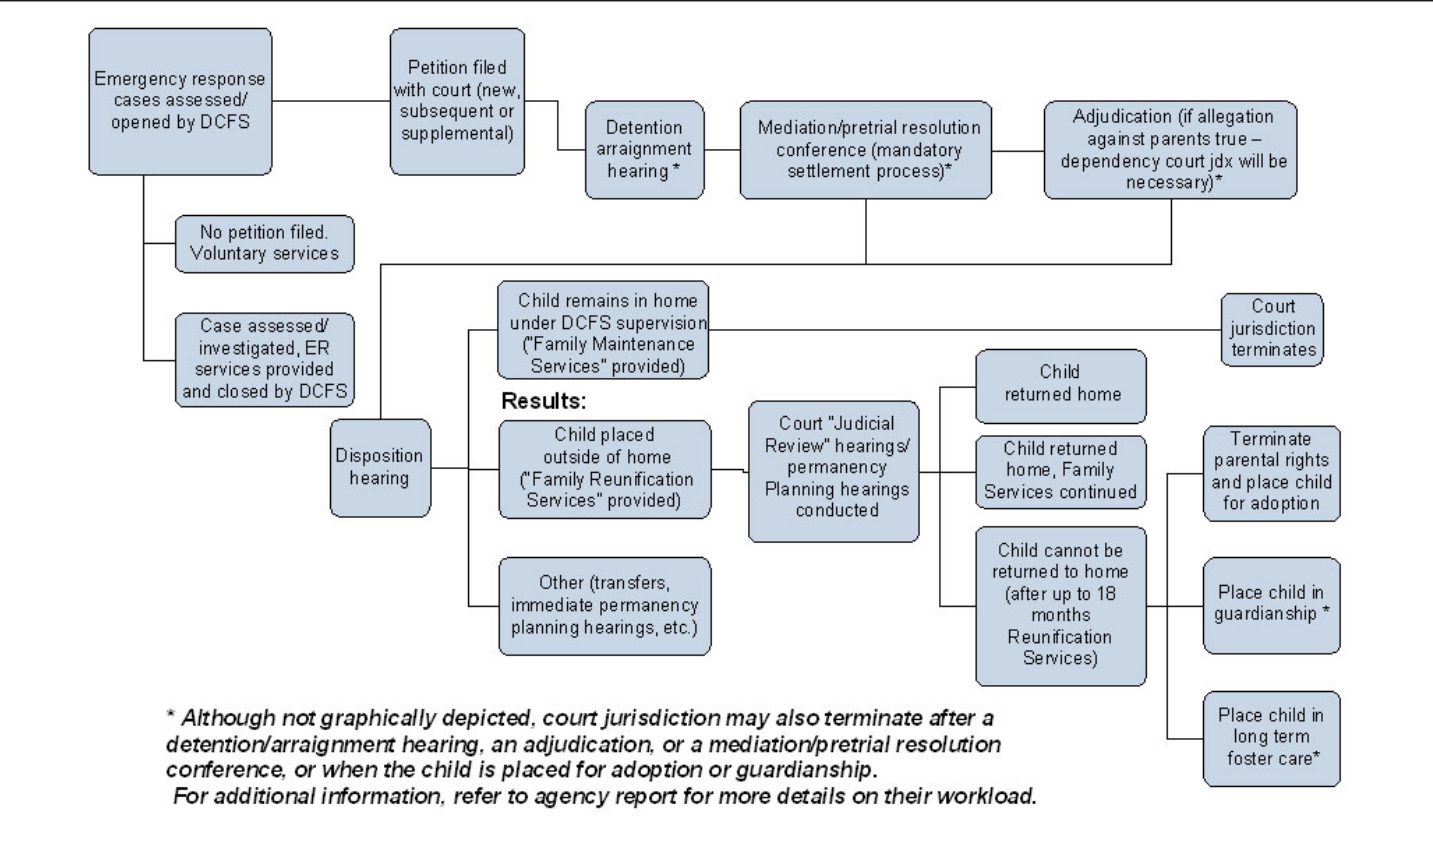 Emergency response
cases assessed/
opened by DCFS
Petition filed
with court (new,
subsequent or
supplemental)
Detention
arraignment
hearing *
Mediation/pretrial resolution
conference (mandatory
settlement process)*
Adjudication (if allegation
against parents true –
dependency court jdx will be
necessary)*
No petition filed.
Voluntary services
Case assessed/
investigated, ER
services provided
and closed by DCFS
Disposition
hearing
Child remains in home
under DCFS supervision
("Family Maintenance
Services" provided)
Court
jurisdiction
terminates
Results:
Child placed
outside of home
("Family Reunification
Services" provided)
Other (transfers,
immediate permancy
planning hearings, etc.)
Court "Judicial
Review" hearings/
permanency
Planning hearings
conducted
Child
returned home
Child returned
home, Family
Services continued
Child cannot be
returned to home
(after up to 18
months
Reunification
Services)
Terminate
parental rights
and place child
for adoption
Place child in
guardianship *
Place child in
long term
foster care*
* Although not graphically depicted, court jurisdiction may also terminate after a
detention/arraignment hearing, an adjudication, or a mediation/pretrial resolution
conference, or when the child is placed for adoption or guardianship.
For additional information, refer to agency report for more details on their workload.